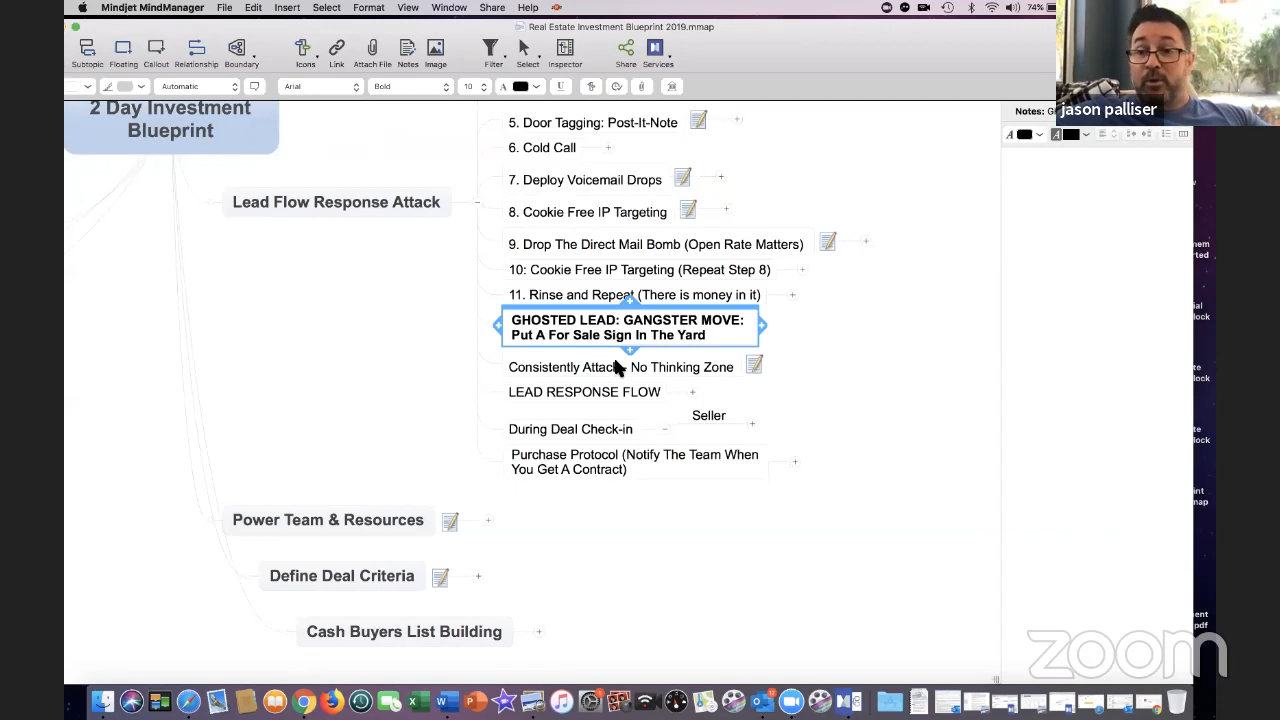 Mindjet MindManager File Edit Insert Select Format View Window Share Help
74%
Real Estate Investment Blueprint 2019.mmap
Subtopic Floating Callout Relationship Boundary Icons Link Attach File Notes Image Filter Select Inspector Share Services
Automatic Arial Bold 10 A U
jason palliser
Notes: G
2 Day Investment
Blueprint
5. Door Tagging: Post-It-Note
6. Cold Call
7. Deploy Voicemail Drops
Lead Flow Response Attack
8. Cookie Free IP Targeting
9. Drop The Direct Mail Bomb (Open Rate Matters)
10: Cookie Free IP Targeting (Repeat Step 8)
11. Rinse and Repeat (There is money in it)
GHOSTED LEAD: GANGSTER MOVE:
Put A For Sale Sign In The Yard
Consistently Attack No Thinking Zone
LEAD RESPONSE FLOW
Seller
During Deal Check-in
Purchase Protocol (Notify The Team When
You Get A Contract)
Power Team & Resources
Define Deal Criteria
Cash Buyers List Building
zoom